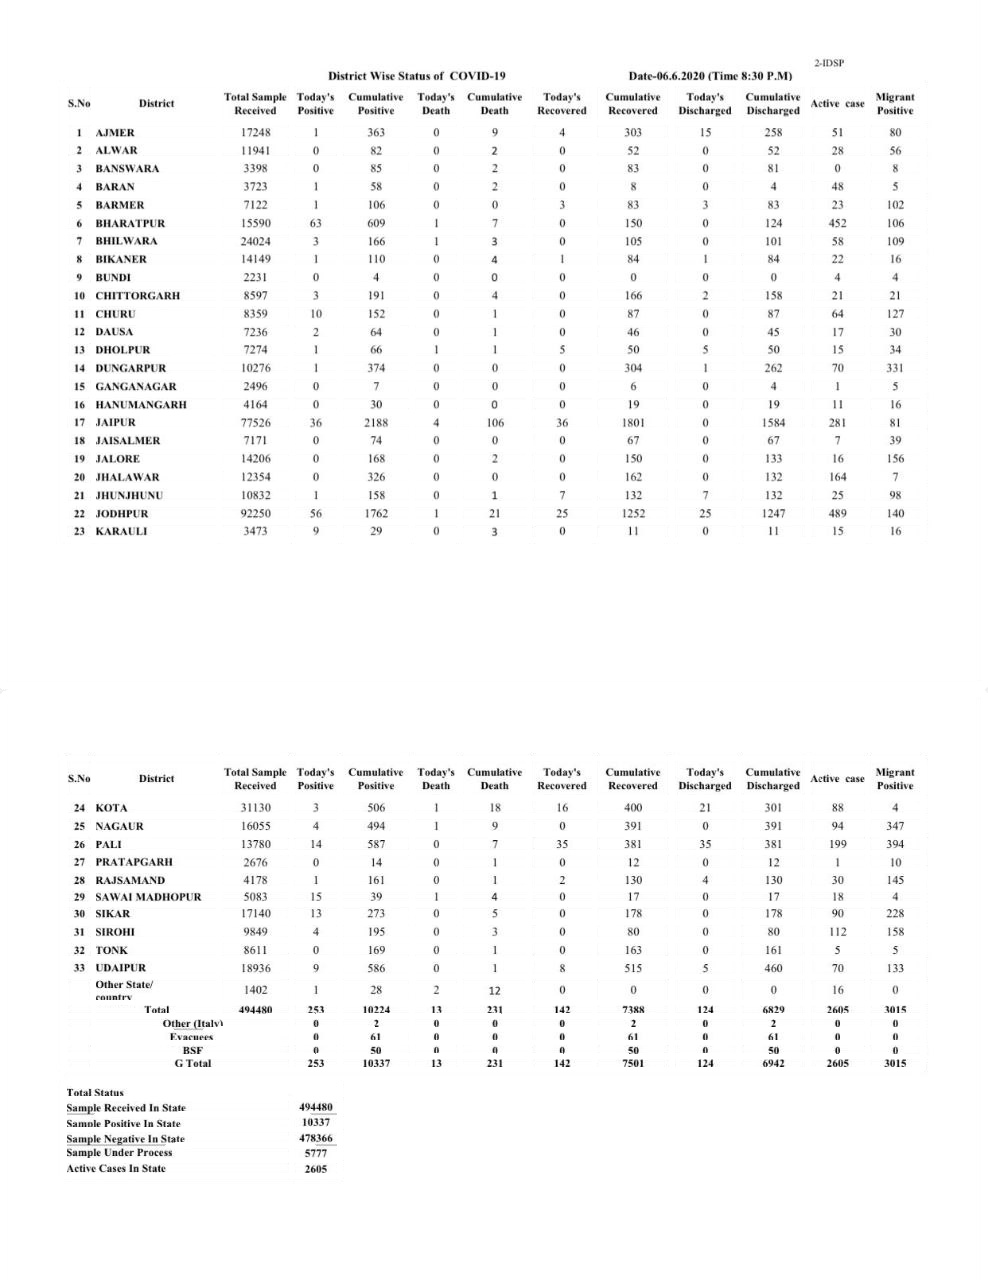 2-IDSP
District Wise Status of COVID-19 Date-06.6.2020 (Time 8:30 P.M)
S.No District Total Sample Received Today's Positive Cumulative Positive Today's Death Cumulative Death Today's Recovered Cumulative Recovered Today's Discharged Cumulative Discharged Active case Migrant Positive
1 AJMER 17248 1 363 0 9 4 303 15 258 51 80
2 ALWAR 11941 0 82 0 2 0 52 0 52 28 56
3 BANSWARA 3398 0 85 0 2 0 83 0 81 0 8
4 BARAN 3723 1 58 0 2 0 8 0 4 48 5
5 BARMER 7122 1 106 0 0 3 83 3 83 23 102
6 BHARATPUR 15590 63 609 1 7 0 150 0 124 452 106
7 BHILWARA 24024 3 166 1 3 0 105 0 101 58 109
8 BIKANER 14149 1 110 0 4 1 84 1 84 22 16
9 BUNDI 2231 0 4 0 0 0 0 0 0 4 4
10 CHITTORGARH 8597 3 191 0 4 0 166 2 158 21 21
11 CHURU 8359 10 152 0 1 0 87 0 87 64 127
12 DAUSA 7236 2 64 0 1 0 46 0 45 17 30
13 DHOLPUR 7274 1 66 1 1 5 50 5 50 15 34
14 DUNGARPUR 10276 1 374 0 0 0 304 1 262 70 331
15 GANGANAGAR 2496 0 7 0 0 0 6 0 4 1 5
16 HANUMANGARH 4164 0 30 0 0 0 19 0 19 11 16
17 JAIPUR 77526 36 2188 4 106 36 1801 0 1584 281 81
18 JAISALMER 7171 0 74 0 0 0 67 0 67 7 39
19 JALORE 14206 0 168 0 2 0 150 0 133 16 156
20 JHALAWAR 12354 0 326 0 0 0 162 0 132 164 7
21 JHUNJHUNU 10832 1 158 0 1 7 132 7 132 25 98
22 JODHPUR 92250 56 1762 1 21 25 1252 25 1247 489 140
23 KARAULI 3473 9 29 0 3 0 11 0 11 15 16
S.No District Total Sample Received Today's Positive Cumulative Positive Today's Death Cumulative Death Today's Recovered Cumulative Recovered Today's Discharged Cumulative Discharged Active case Migrant Positive
24 KOTA 31130 3 506 1 18 16 400 21 301 88 4
25 NAGAUR 16055 4 494 1 9 0 391 0 391 94 347
26 PALI 13780 14 587 0 7 35 381 35 381 199 394
27 PRATAPGARH 2676 0 14 0 1 0 12 0 12 1 10
28 RAJSAMAND 4178 1 161 0 1 2 130 4 130 30 145
29 SAWAI MADHOPUR 5083 15 39 1 4 0 17 0 17 18 4
30 SIKAR 17140 13 273 0 5 0 178 0 178 90 228
31 SIROHI 9849 4 195 0 3 0 80 0 80 112 158
32 TONK 8611 0 169 0 1 0 163 0 161 5 5
33 UDAIPUR 18936 9 586 0 1 8 515 5 460 70 133
Other State/ country 1402 1 28 2 12 0 0 0 0 16 0
Total 494480 253 10224 13 231 142 7388 124 6829 2605 3015
Other (Italy) 0 2 0 0 0 2 0 2 0 0
Evacuees 0 61 0 0 0 61 0 61 0 0
BSF 0 50 0 0 0 50 0 50 0 0
G Total 253 10337 13 231 142 7501 124 6942 2605 3015
Total Status
Sample Received In State 494480
Sample Positive In State 10337
Sample Negative In State 478366
Sample Under Process 5777
Active Cases In State 2605